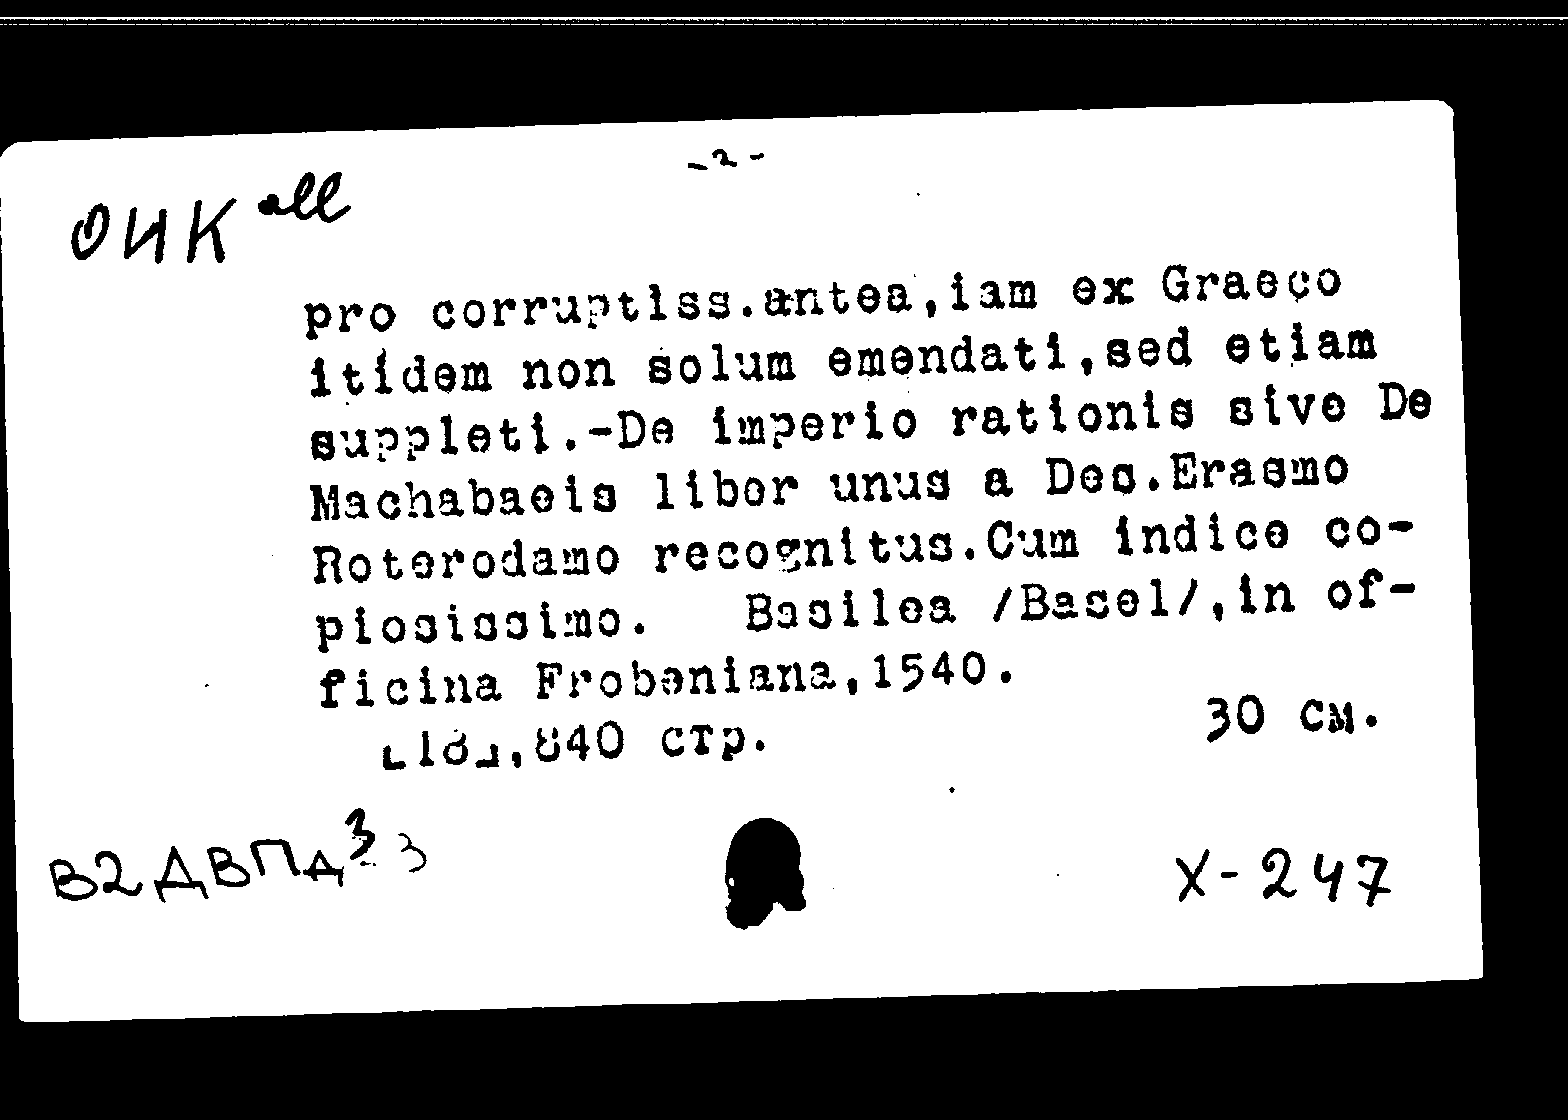 -2-
ОИК
pro corruptiss.antea,iam ex Graeco
itidem non solum emendati,sed etiam
suppleti.-De imperio rationis sive De
Machabaeis liber unus a Des.Erasmo
Roterodamo recognitus.Cum indice co-
piosissimo. Basilea /Basel/,in of-
ficina Frobeniana,1540.
[18],840 стр. 30 см.
В2ДВПд³ 3
X-247